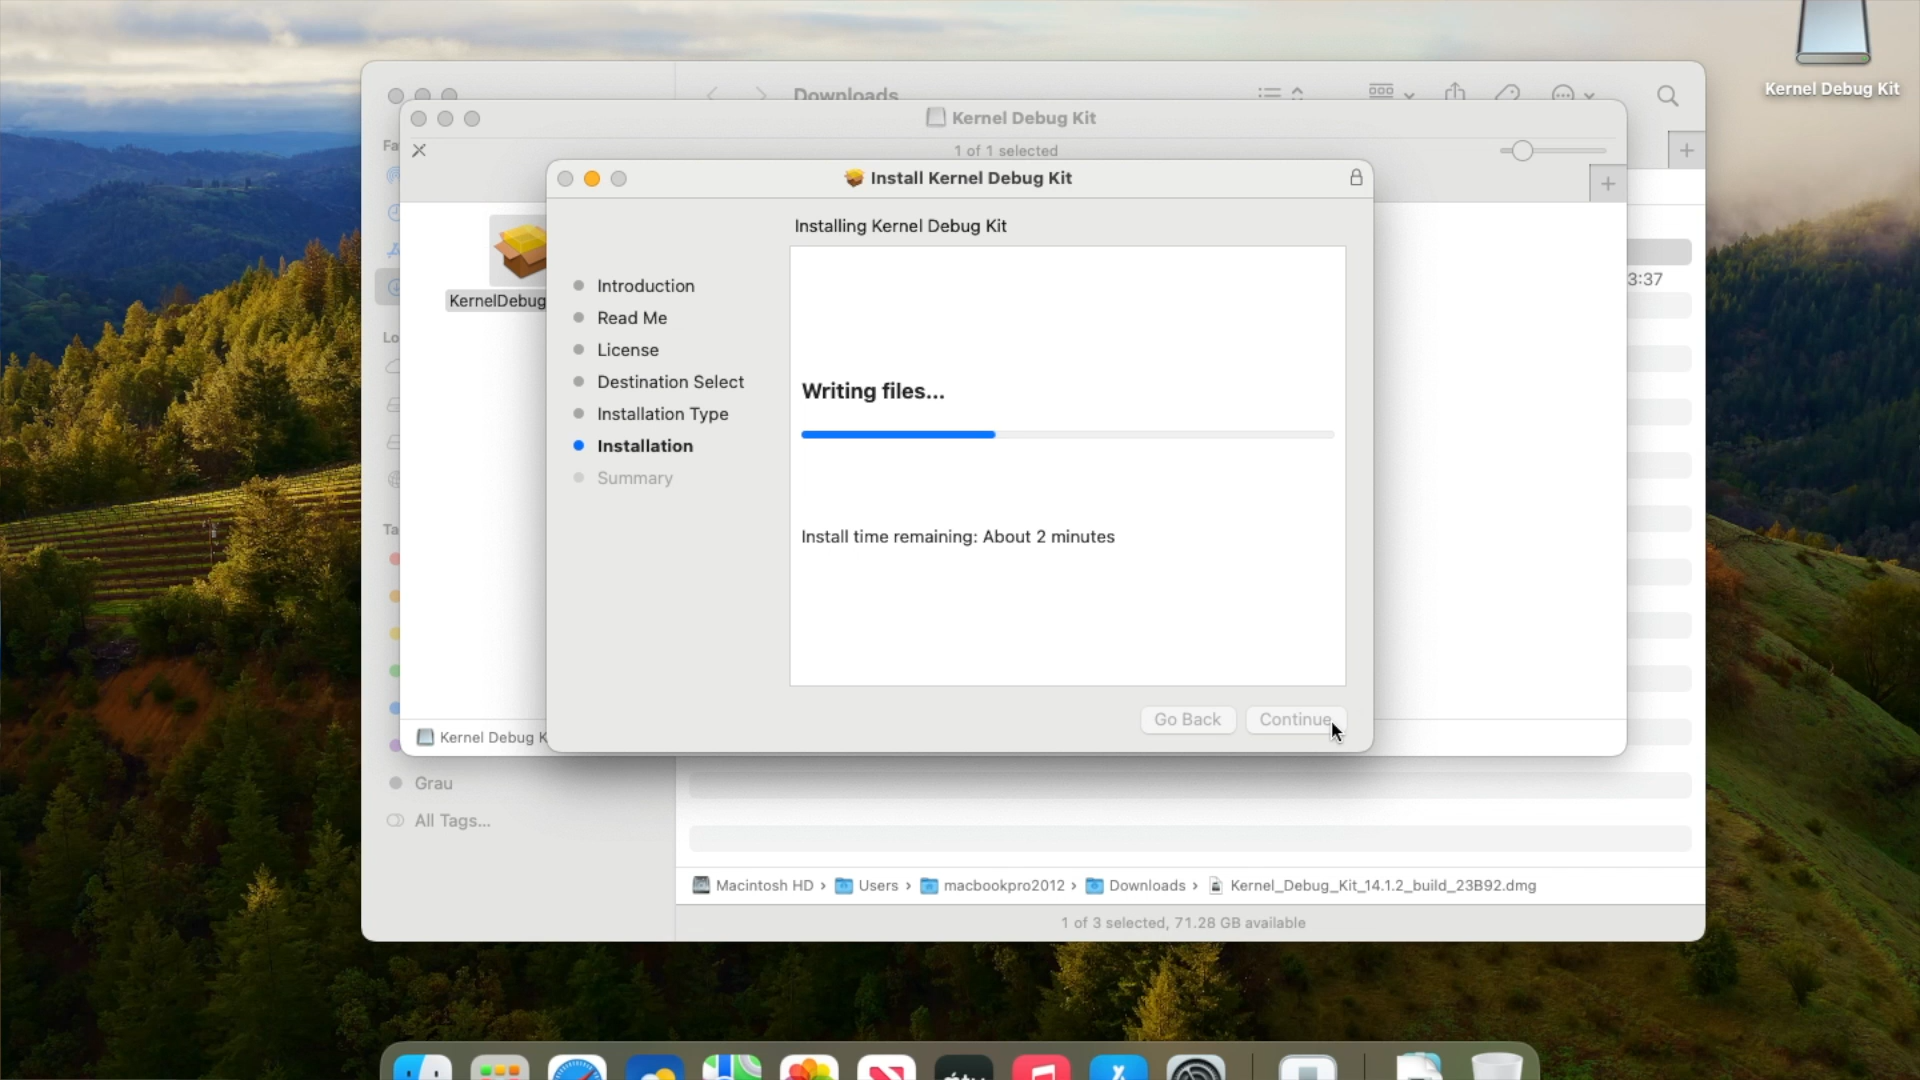 Kernel Debug Kit
Downloads
Kernel Debug Kit
1 of 1 selected
Install Kernel Debug Kit
Installing Kernel Debug Kit
Introduction
Read Me
License
Destination Select
Installation Type
Installation
Summary
Writing files...
Install time remaining: About 2 minutes
Go Back
Continue
KernelDebug
Kernel Debug K
Fa
Lo
Ta
3:37
Grau
All Tags...
Macintosh HD › Users › macbookpro2012 › Downloads › Kernel_Debug_Kit_14.1.2_build_23B92.dmg
1 of 3 selected, 71.28 GB available